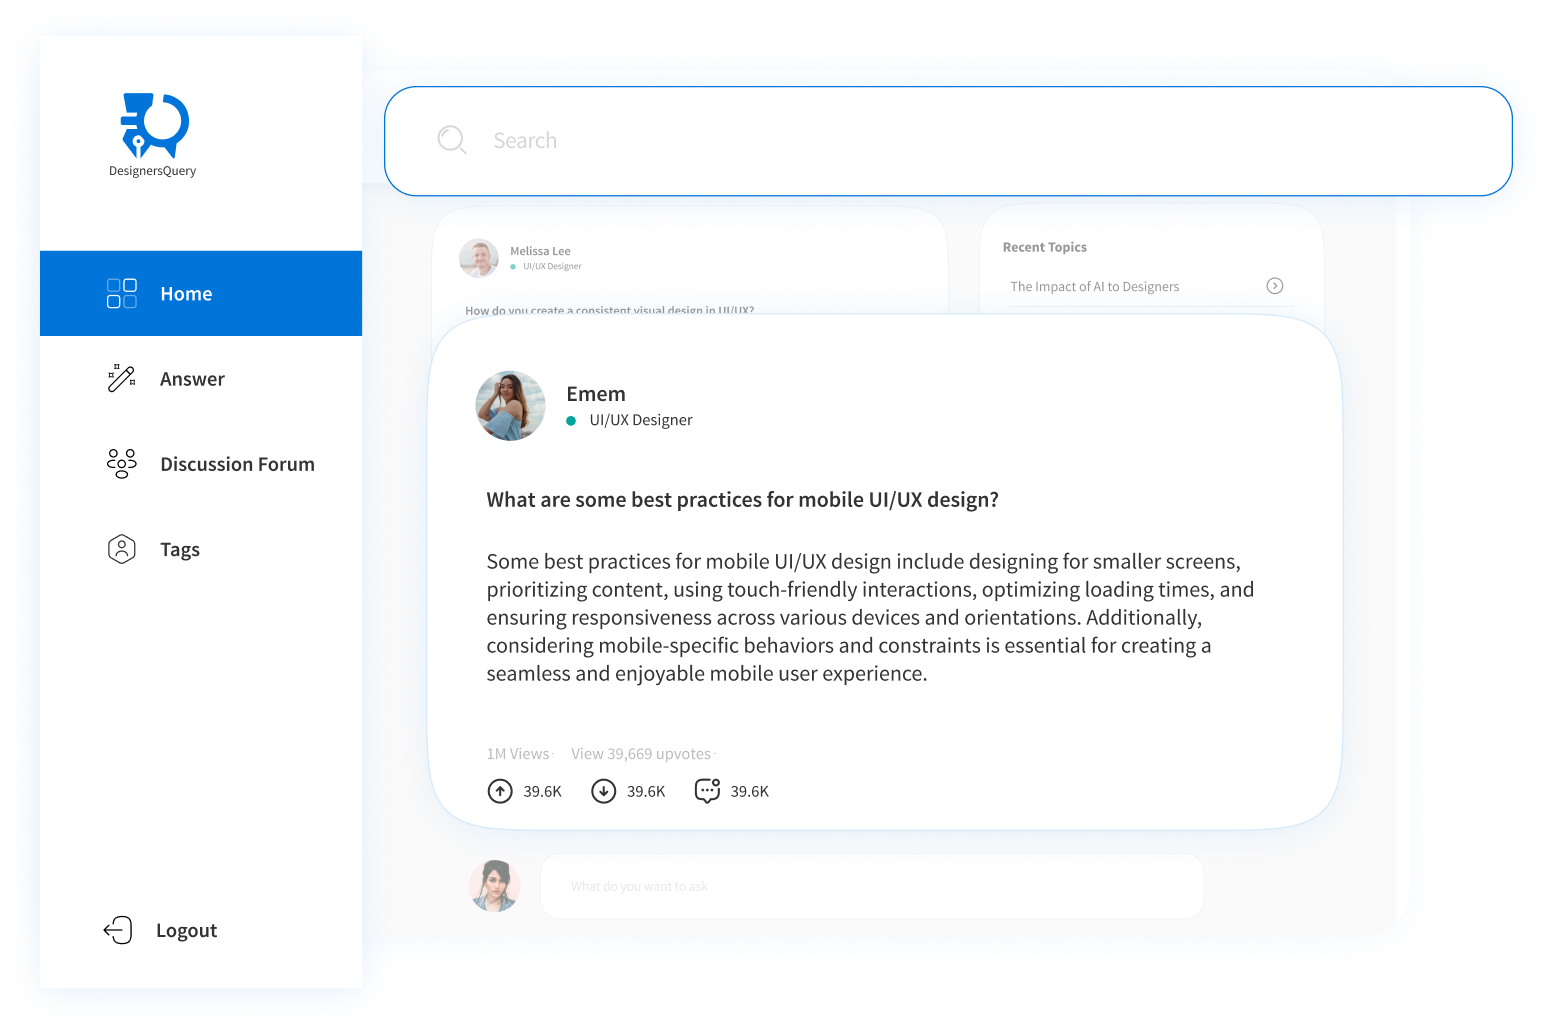 DesignersQuery
Home
Answer
Discussion Forum
Tags
Logout
Search
Melissa Lee
UI/UX Designer
How do you create a consistent visual design in UI/UX?
Recent Topics
The Impact of AI to Designers
Emem
UI/UX Designer
What are some best practices for mobile UI/UX design?
Some best practices for mobile UI/UX design include designing for smaller screens,
prioritizing content, using touch-friendly interactions, optimizing loading times, and
ensuring responsiveness across various devices and orientations. Additionally,
considering mobile-specific behaviors and constraints is essential for creating a
seamless and enjoyable mobile user experience.
1M Views· View 39,669 upvotes·
39.6K 39.6K 39.6K
What do you want to ask